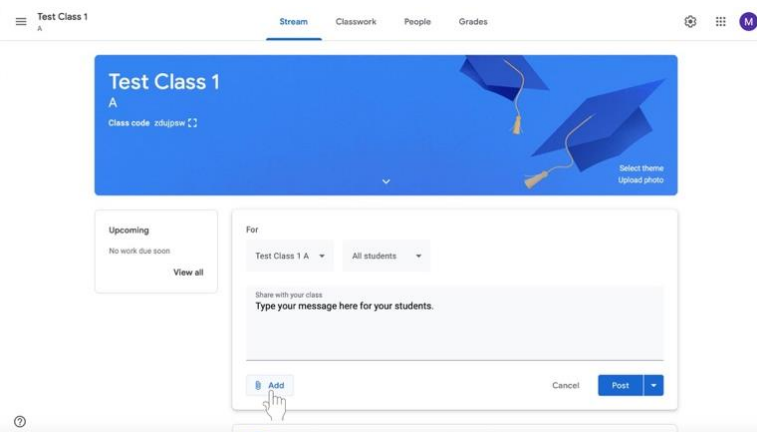 Test Class 1
A
Stream Classwork People Grades
M
Test Class 1
A
Class code zdujpsw
Select theme
Upload photo
Upcoming
No work due soon
View all
For
Test Class 1 A All students
Share with your class
Type your message here for your students.
Add Cancel Post